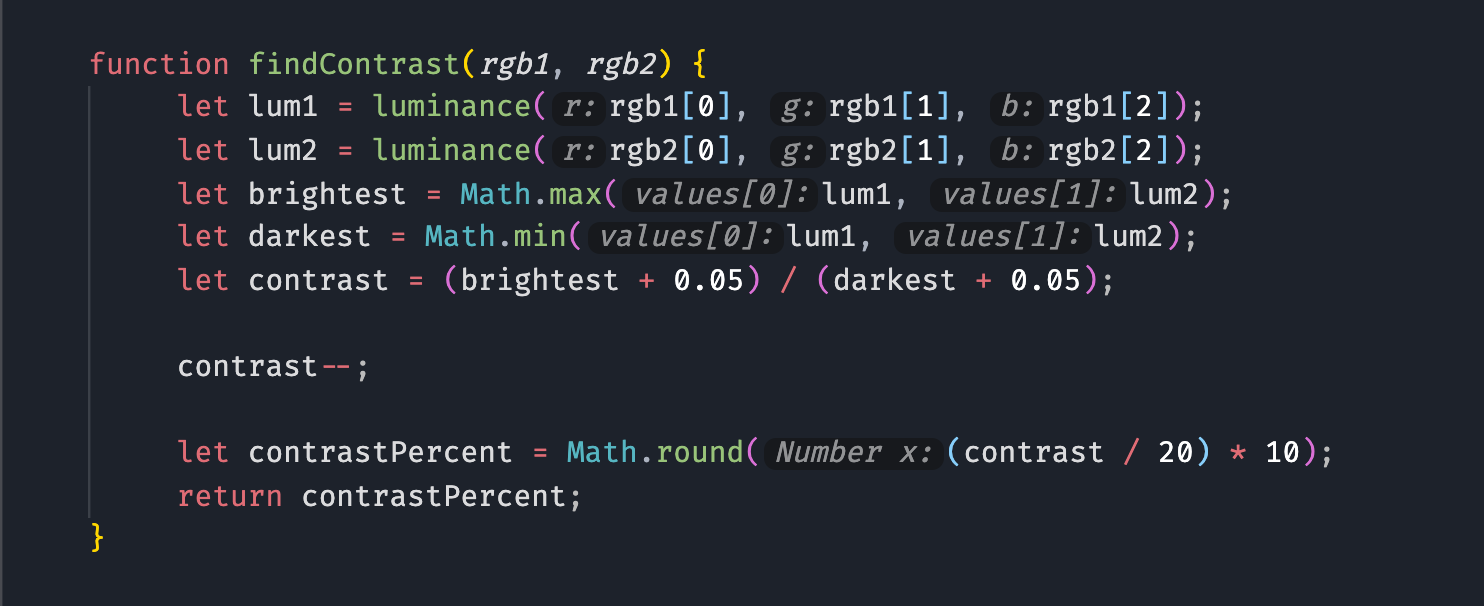 function findContrast(rgb1, rgb2) {
let lum1 = luminance( r: rgb1[0], g: rgb1[1], b: rgb1[2]);
let lum2 = luminance( r: rgb2[0], g: rgb2[1], b: rgb2[2]);
let brightest = Math.max( values[0]: lum1, values[1]: lum2);
let darkest = Math.min( values[0]: lum1, values[1]: lum2);
let contrast = (brightest + 0.05) / (darkest + 0.05);
contrast--;
let contrastPercent = Math.round( Number x: (contrast / 20) * 10);
return contrastPercent;
}